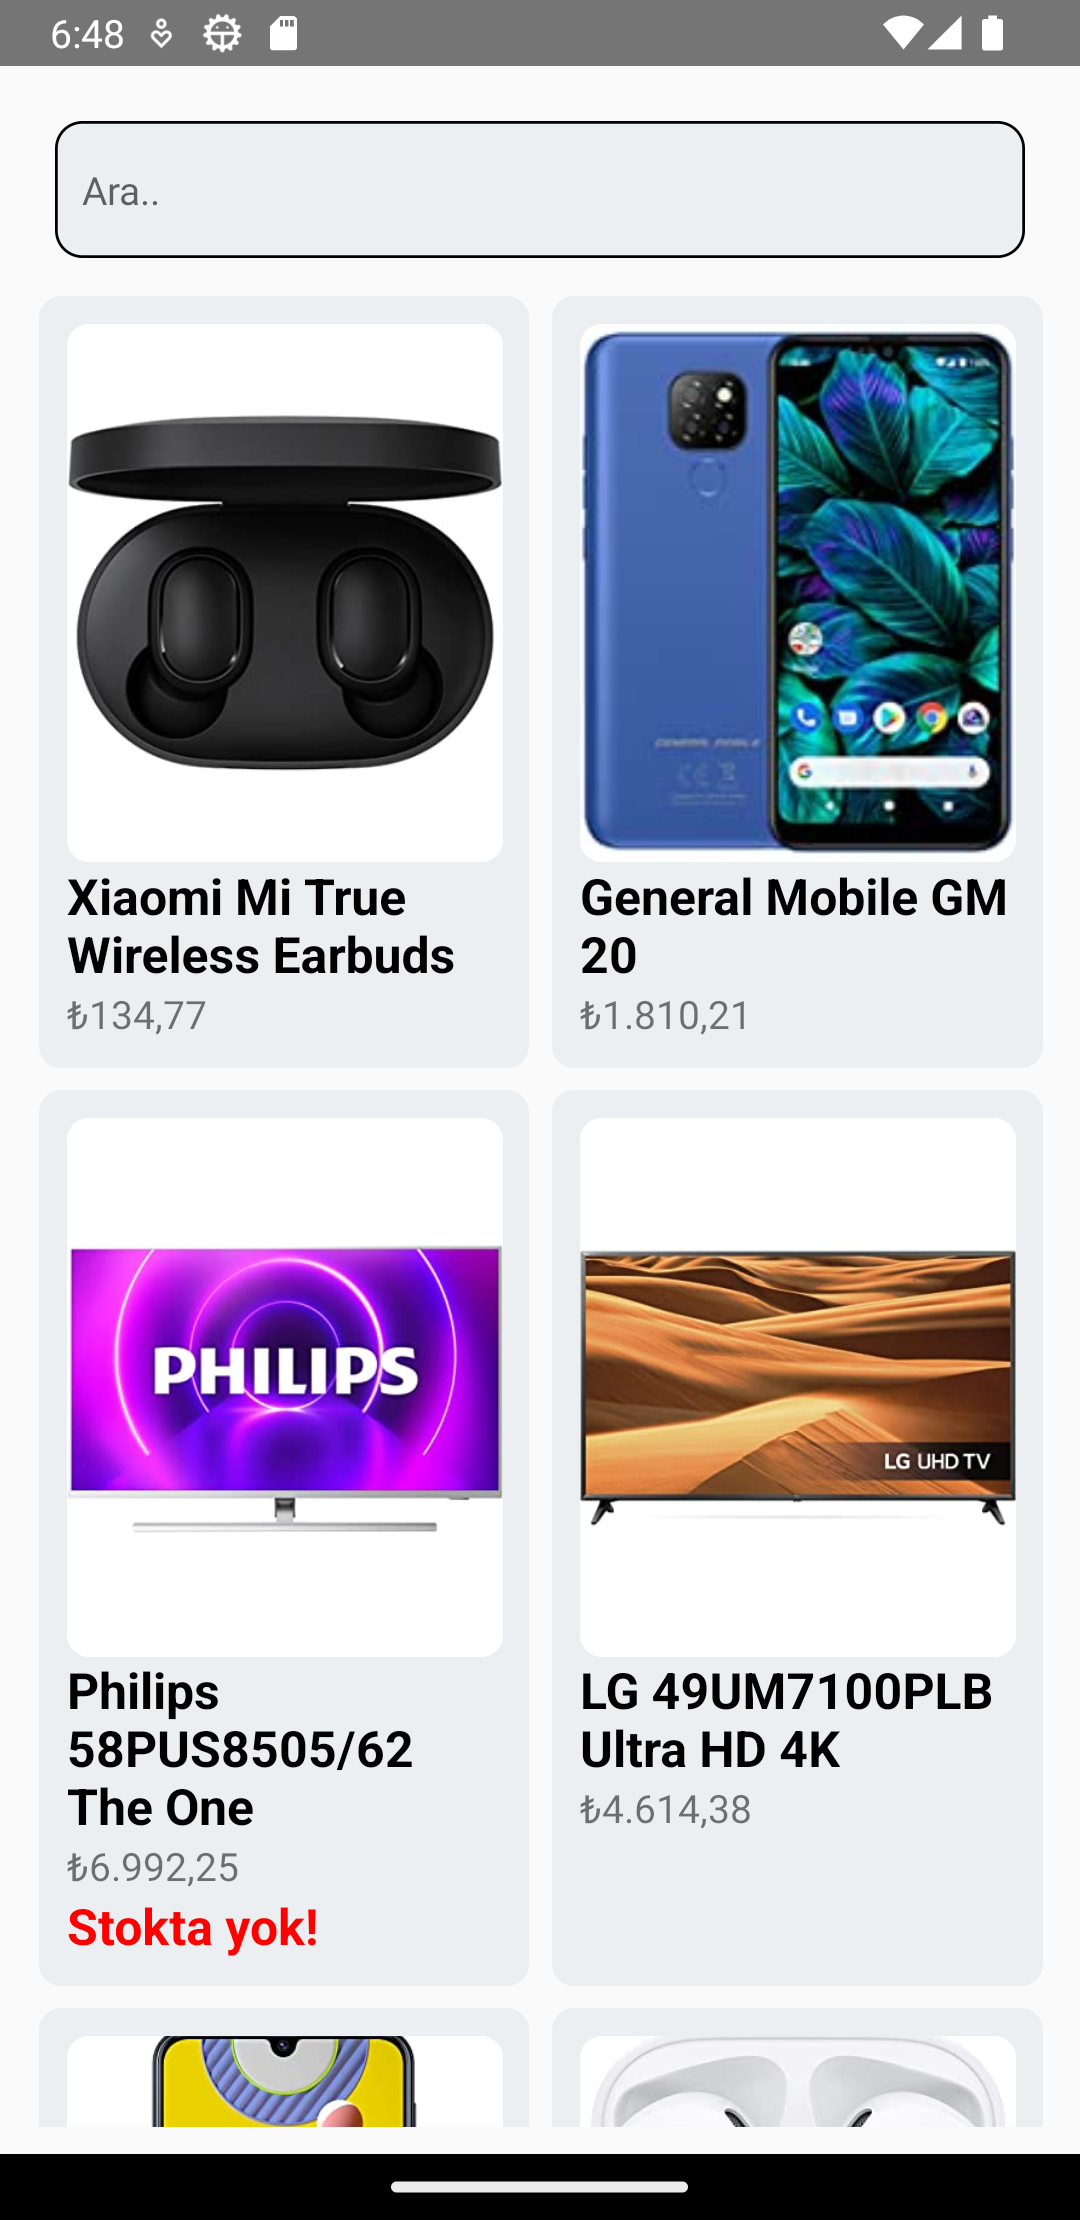 6:48
Ara..
Xiaomi Mi True
Wireless Earbuds
₺134,77
General Mobile GM
20
₺1.810,21
PHILIPS
Philips
58PUS8505/62
The One
₺6.992,25
Stokta yok!
LG UHD TV
LG 49UM7100PLB
Ultra HD 4K
₺4.614,38